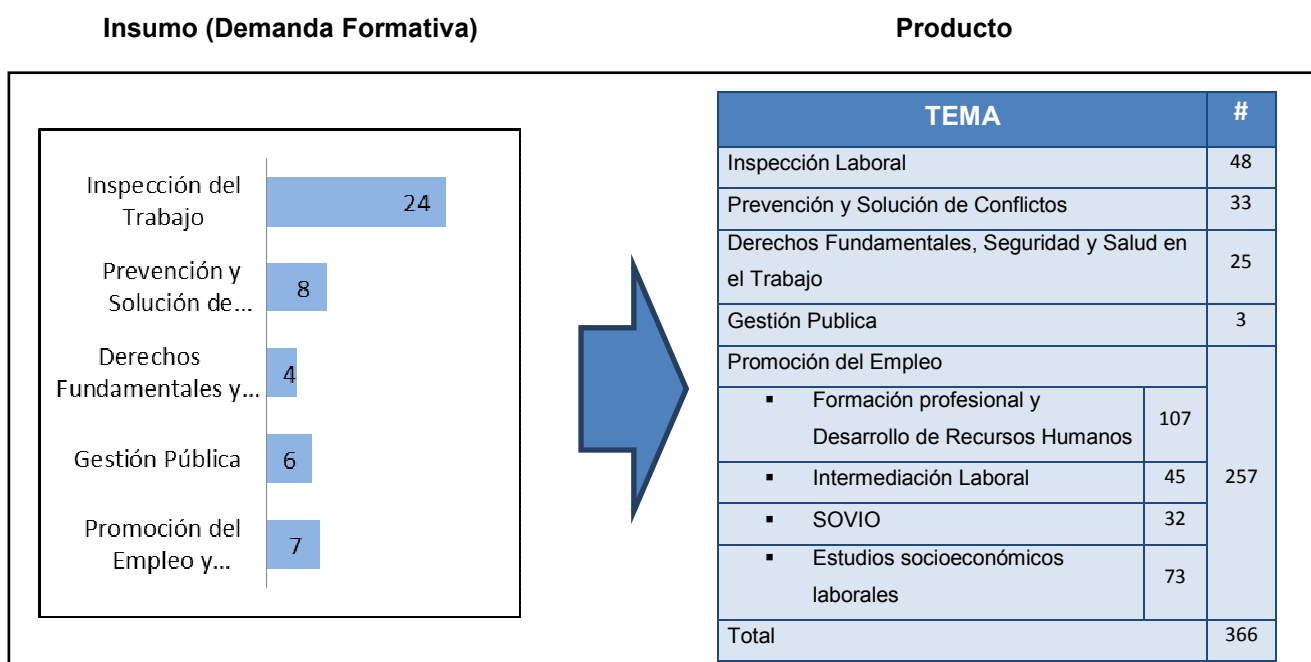 Insumo (Demanda Formativa)
Producto
Inspección del
Trabajo
24
Prevención y
Solución de...
8
Derechos
Fundamentales y...
4
Gestión Pública
6
Promoción del
Empleo y...
7
TEMA #
Inspección Laboral 48
Prevención y Solución de Conflictos 33
Derechos Fundamentales, Seguridad y Salud en
el Trabajo
25
Gestión Publica 3
Promoción del Empleo
▪ Formación profesional y
Desarrollo de Recursos Humanos
107
▪ Intermediación Laboral 45
257
▪ SOVIO 32
▪ Estudios socioeconómicos
laborales
73
Total 366